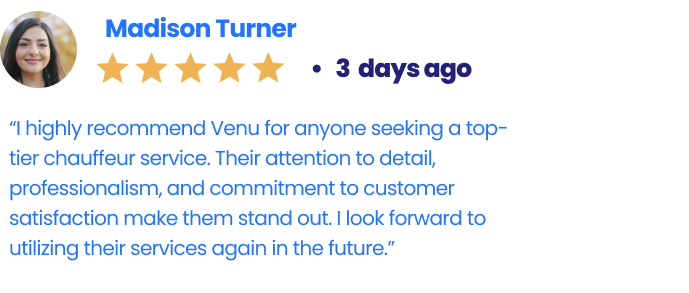 Madison Turner
• 3 days ago
“I highly recommend Venu for anyone seeking a top-
tier chauffeur service. Their attention to detail,
professionalism, and commitment to customer
satisfaction make them stand out. I look forward to
utilizing their services again in the future.”